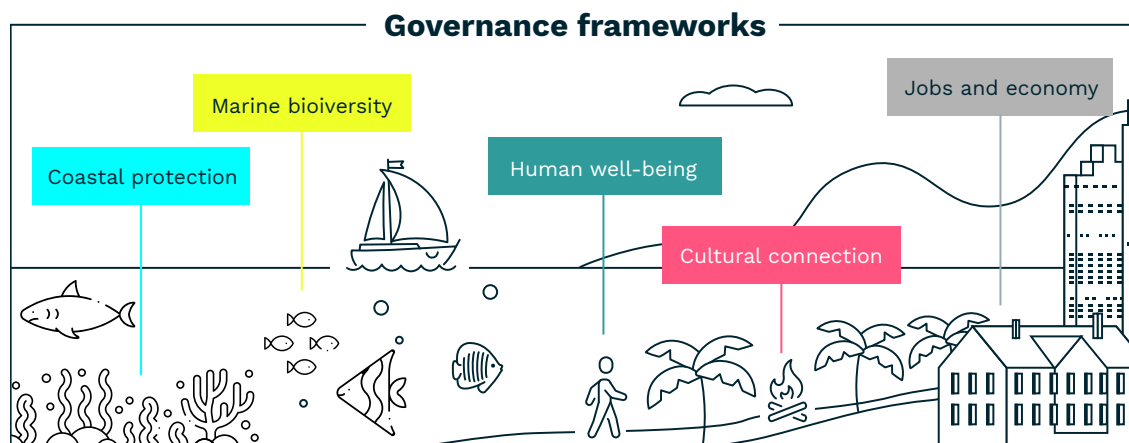 Governance frameworks
Jobs and economy
Marine bioiversity
Coastal protection
Human well-being
Cultural connection